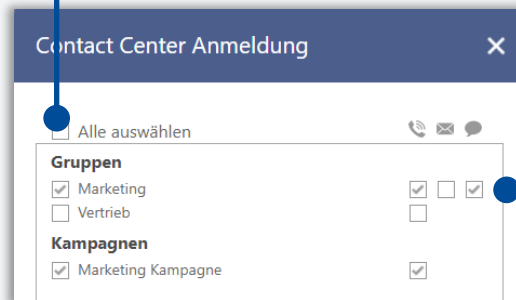 Contact Center Anmeldung
Alle auswählen
Gruppen
Marketing
Vertrieb
Kampagnen
Marketing Kampagne